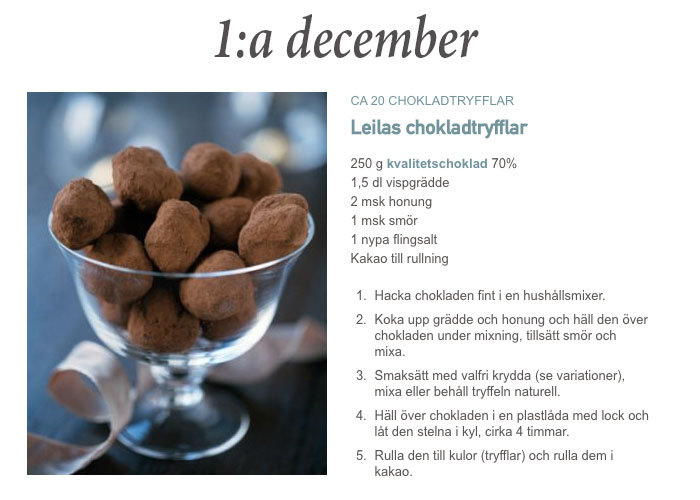 1:a december
CA 20 CHOKLADTRYFFLAR
Leilas chokladtryfflar
250 g kvalitetschoklad 70%
1,5 dl vispgrädde
2 msk honung
1 msk smör
1 nypa flingsalt
Kakao till rullning
1. Hacka chokladen fint i en hushållsmixer.
2. Koka upp grädde och honung och häll den över
chokladen under mixning, tillsätt smör och
mixa.
3. Smaksätt med valfri krydda (se variationer),
mixa eller behåll tryffeln naturell.
4. Häll över chokladen i en plastlåda med lock och
låt den stelna i kyl, cirka 4 timmar.
5. Rulla den till kulor (tryfflar) och rulla dem i
kakao.